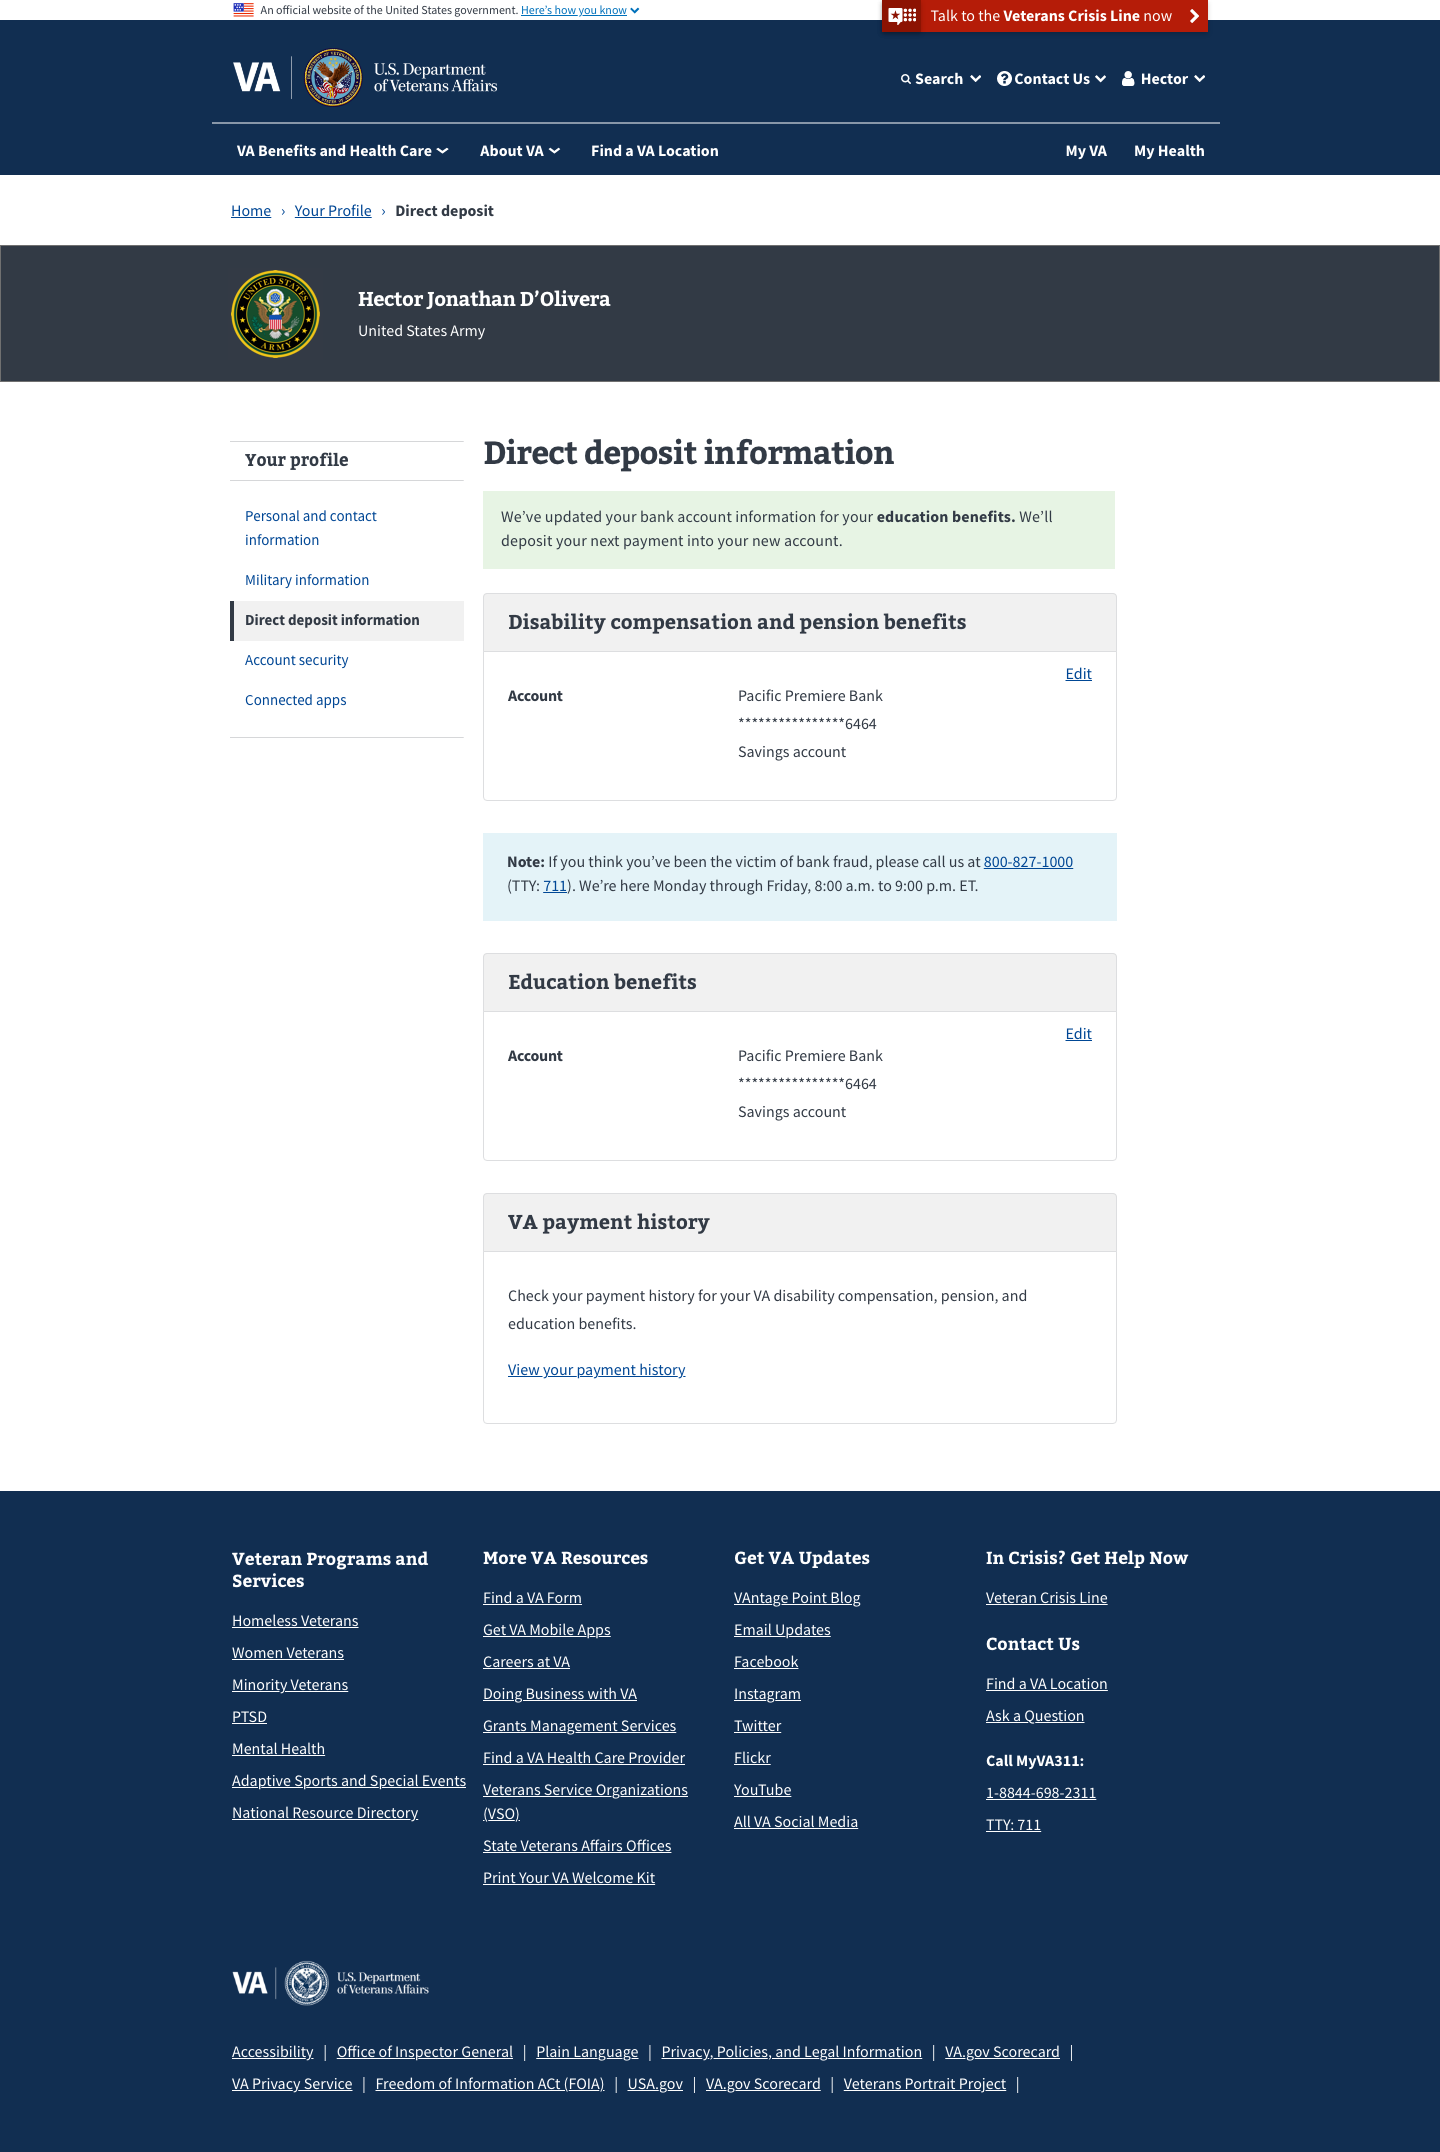 An official website of the United States government. Here's how you know
Talk to the Veterans Crisis Line now
VA
U.S. Department
of Veterans Affairs
Search
Contact Us
Hector
VA Benefits and Health Care
About VA
Find a VA Location
My VA
My Health
Home › Your Profile › Direct deposit
UNITED STATES
ARMY
Hector Jonathan D’Olivera
United States Army
Your profile
Personal and contact
information
Military information
Direct deposit information
Account security
Connected apps
Direct deposit information
We’ve updated your bank account information for your education benefits. We’ll
deposit your next payment into your new account.
Disability compensation and pension benefits
Edit
Account
Pacific Premiere Bank
****************6464
Savings account
Note: If you think you’ve been the victim of bank fraud, please call us at 800-827-1000
(TTY: 711). We’re here Monday through Friday, 8:00 a.m. to 9:00 p.m. ET.
Education benefits
Edit
Account
Pacific Premiere Bank
****************6464
Savings account
VA payment history
Check your payment history for your VA disability compensation, pension, and
education benefits.
View your payment history
Veteran Programs and
Services
Homeless Veterans
Women Veterans
Minority Veterans
PTSD
Mental Health
Adaptive Sports and Special Events
National Resource Directory
More VA Resources
Find a VA Form
Get VA Mobile Apps
Careers at VA
Doing Business with VA
Grants Management Services
Find a VA Health Care Provider
Veterans Service Organizations
(VSO)
State Veterans Affairs Offices
Print Your VA Welcome Kit
Get VA Updates
VAntage Point Blog
Email Updates
Facebook
Instagram
Twitter
Flickr
YouTube
All VA Social Media
In Crisis? Get Help Now
Veteran Crisis Line
Contact Us
Find a VA Location
Ask a Question
Call MyVA311:
1-8844-698-2311
TTY: 711
VA
U.S. Department
of Veterans Affairs
Accessibility | Office of Inspector General | Plain Language | Privacy, Policies, and Legal Information | VA.gov Scorecard |
VA Privacy Service | Freedom of Information ACt (FOIA) | USA.gov | VA.gov Scorecard | Veterans Portrait Project |